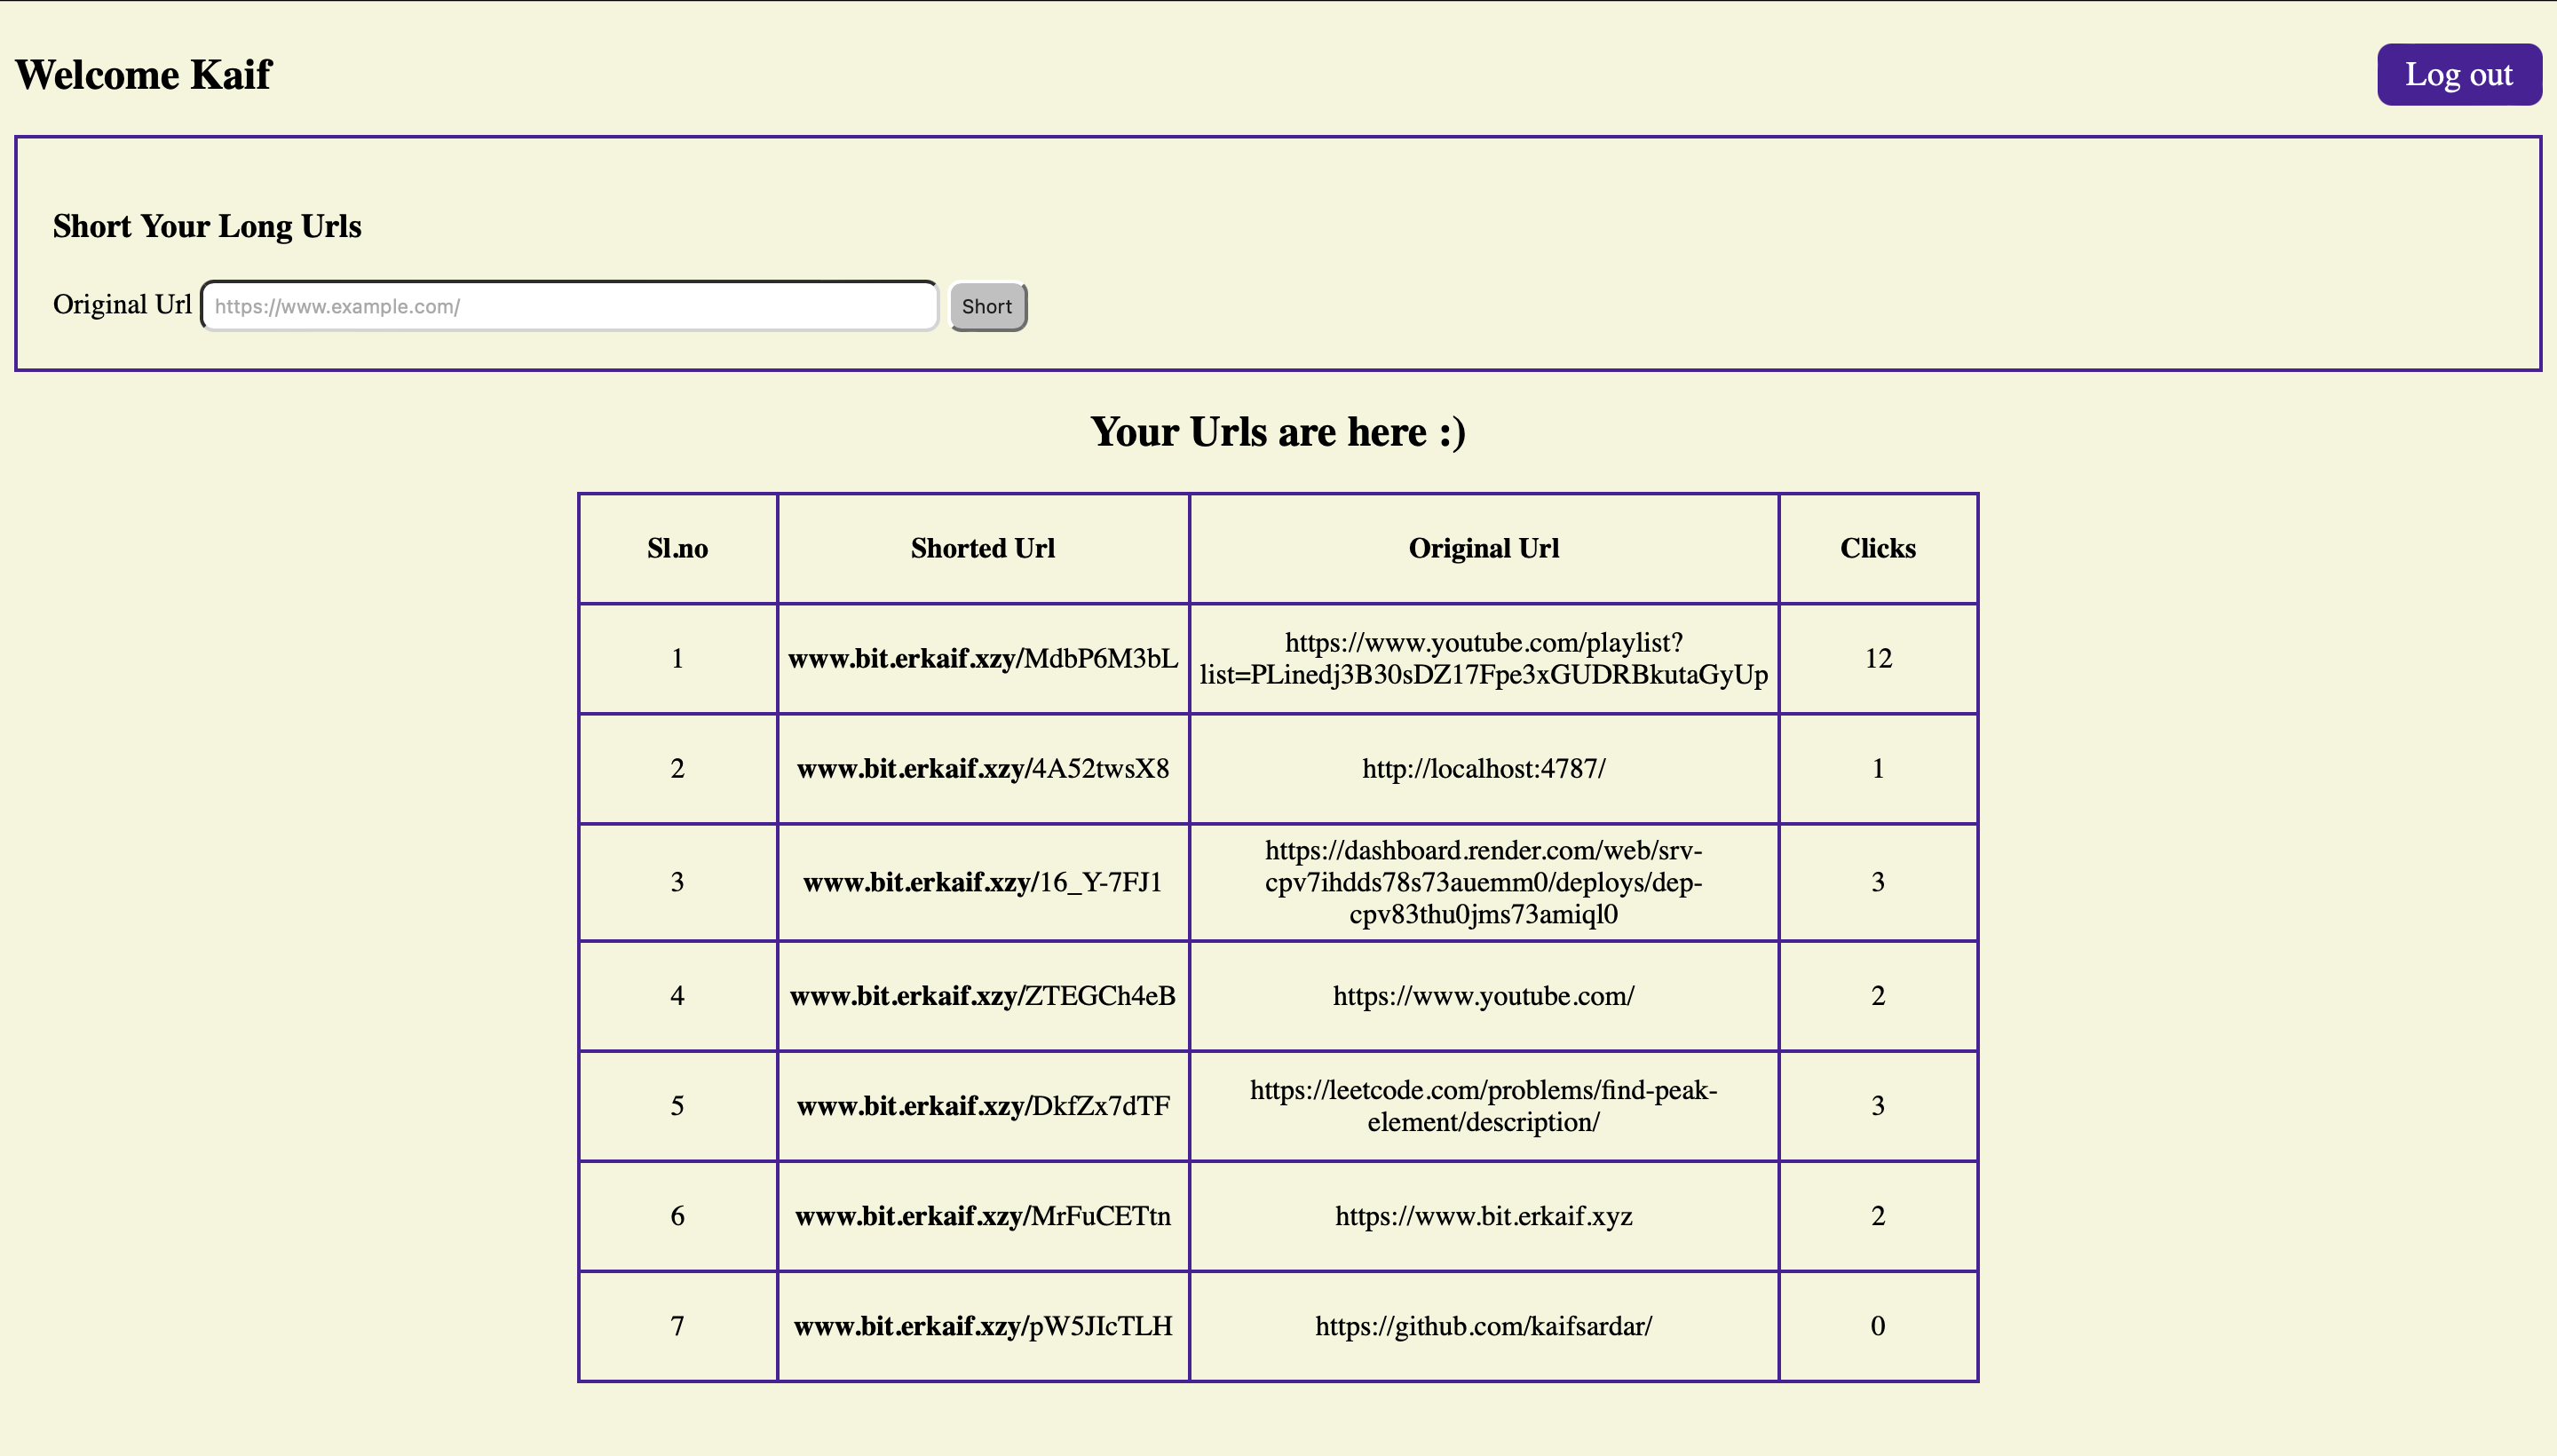 Welcome Kaif
Log out
Short Your Long Urls
Original Url https://www.example.com/ Short
Your Urls are here :)
Sl.no Shorted Url Original Url Clicks
1 www.bit.erkaif.xzy/MdbP6M3bL https://www.youtube.com/playlist?
list=PLinedj3B30sDZ17Fpe3xGUDRBkutaGyUp 12
2 www.bit.erkaif.xzy/4A52twsX8 http://localhost:4787/ 1
3 www.bit.erkaif.xzy/16_Y-7FJ1 https://dashboard.render.com/web/srv-
cpv7ihdds78s73auemm0/deploys/dep-
cpv83thu0jms73amiql0 3
4 www.bit.erkaif.xzy/ZTEGCh4eB https://www.youtube.com/ 2
5 www.bit.erkaif.xzy/DkfZx7dTF https://leetcode.com/problems/find-peak-
element/description/ 3
6 www.bit.erkaif.xzy/MrFuCETtn https://www.bit.erkaif.xyz 2
7 www.bit.erkaif.xzy/pW5JIcTLH https://github.com/kaifsardar/ 0